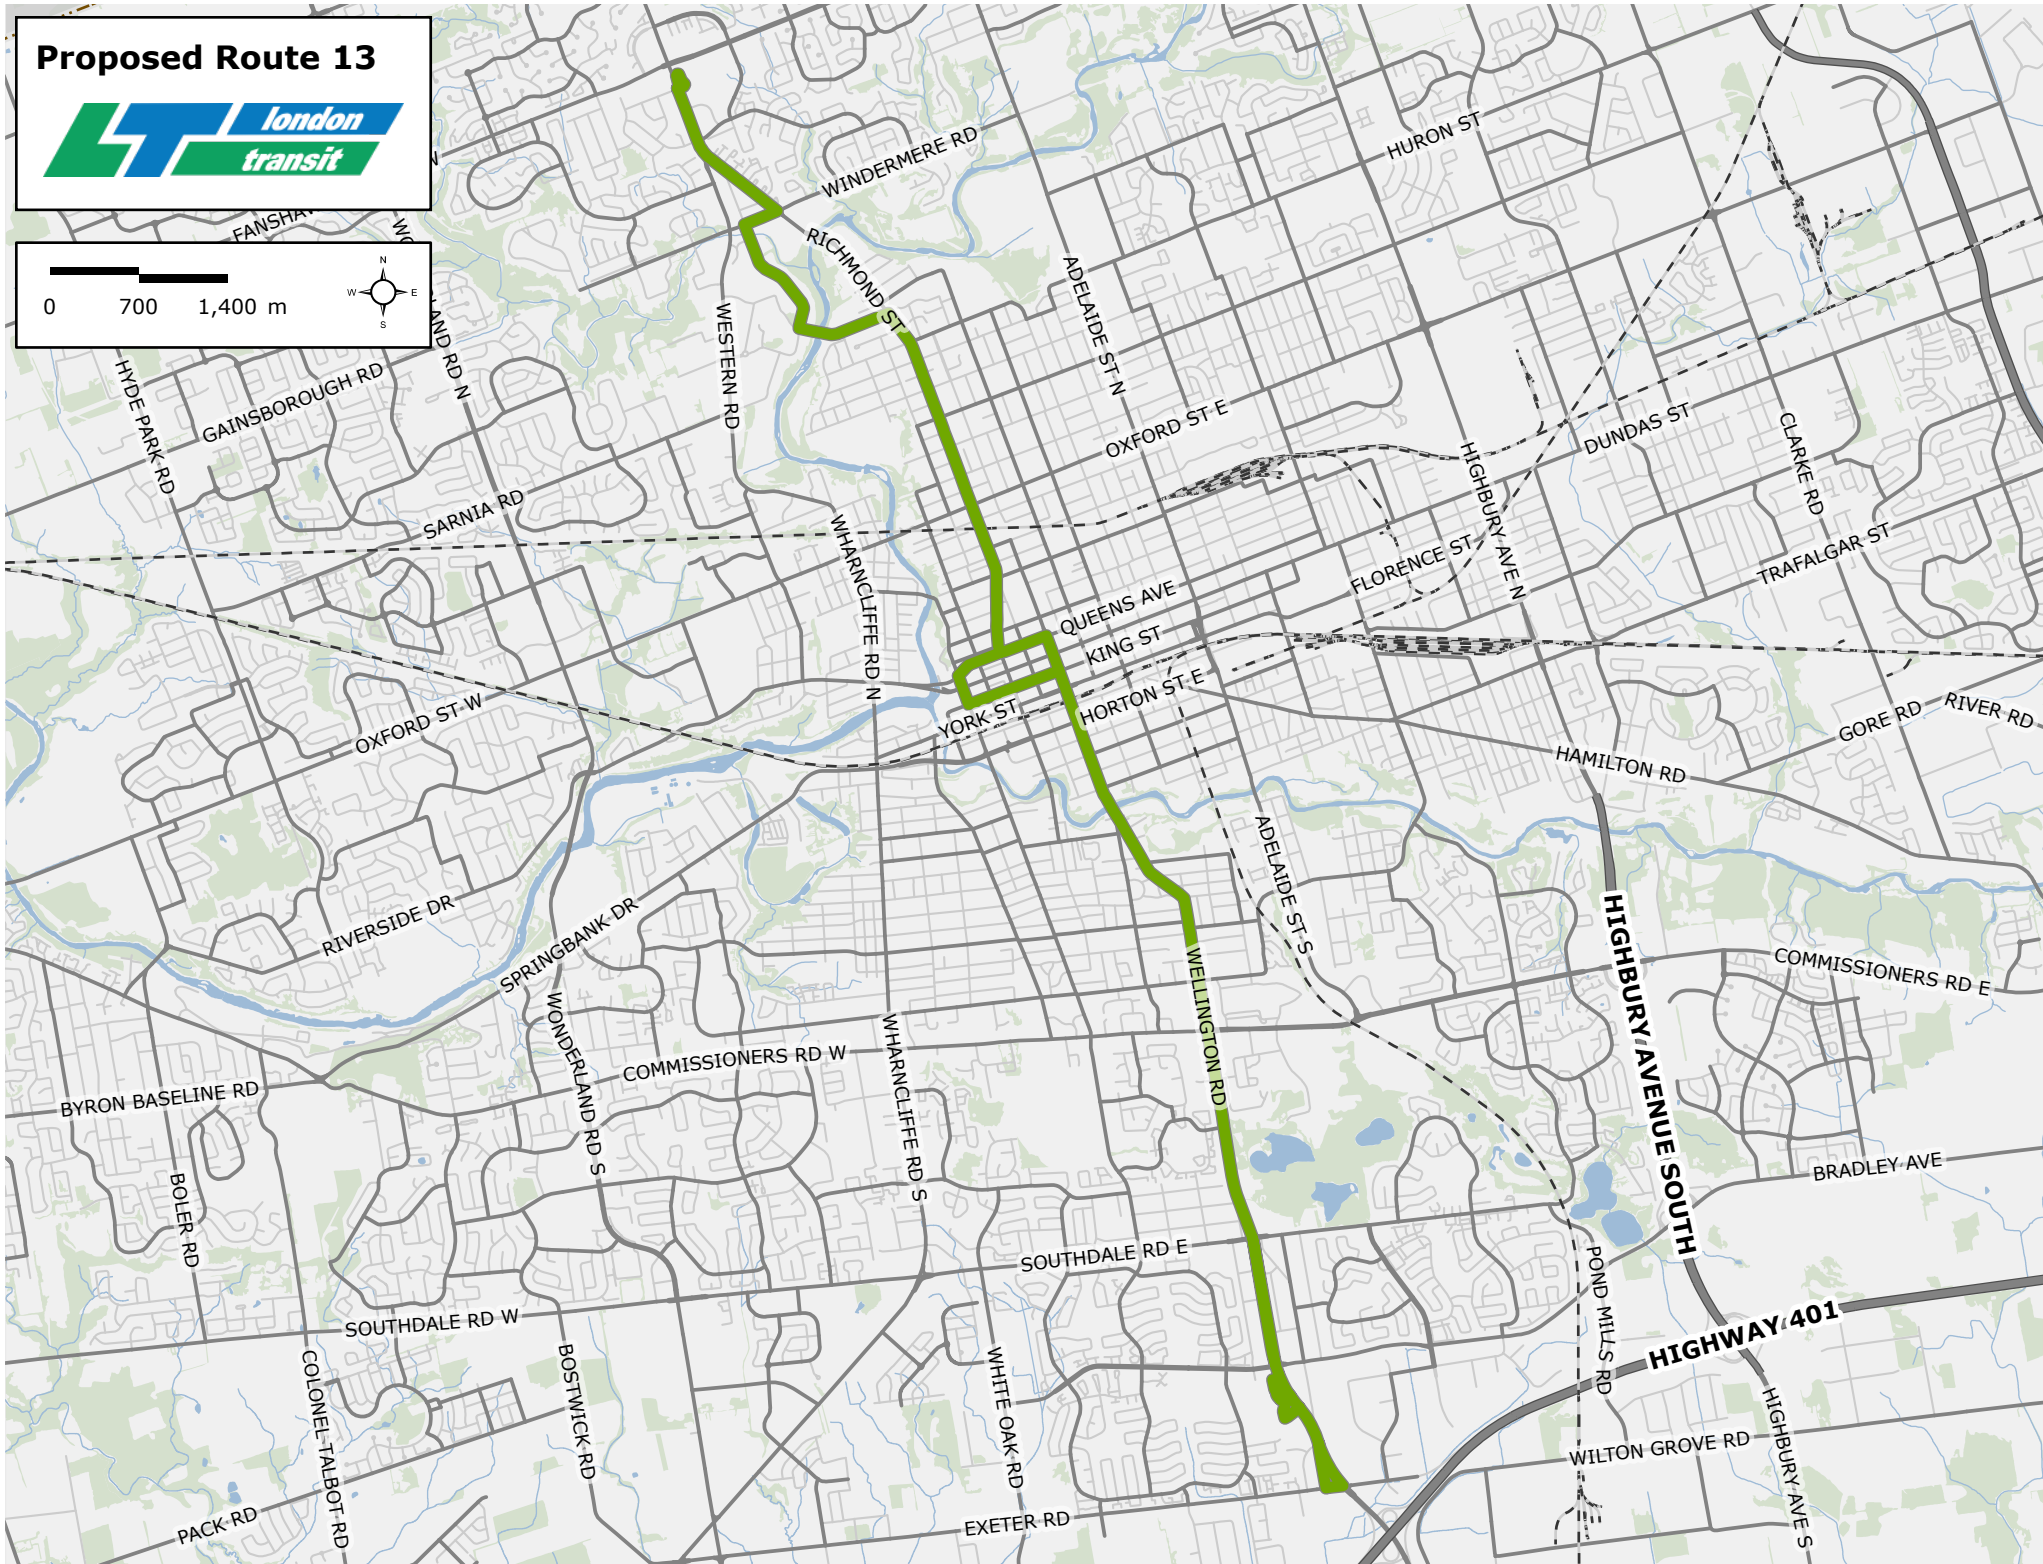 Proposed Route 13
london
transit
0 700 1,400 m
N
W E
S
FANSHAW
WINDERMERE RD
HURON ST
RICHMOND ST
ADELAIDE ST N
WESTERN RD
LAND RD N
HYDE PARK RD
GAINSBOROUGH RD
OXFORD ST E
DUNDAS ST
CLARKE RD
HIGHBURY AVE N
SARNIA RD
WHARNCLIFFE RD N
FLORENCE ST
TRAFALGAR ST
QUEENS AVE
KING ST
HORTON ST E
YORK ST
OXFORD ST W
GORE RD
RIVER RD
HAMILTON RD
ADELAIDE ST S
RIVERSIDE DR
SPRINGBANK DR
WELLINGTON RD
HIGHBURY AVENUE SOUTH
COMMISSIONERS RD E
WONDERLAND RD S
COMMISSIONERS RD W
WHARNCLIFFE RD S
BYRON BASELINE RD
BOLER RD
BRADLEY AVE
SOUTHDALE RD E
POND MILLS RD
SOUTHDALE RD W
HIGHWAY 401
COLONEL TALBOT RD
BOSTWICK RD
WHITE OAK RD
HIGHBURY AVE S
WILTON GROVE RD
PACK RD
EXETER RD